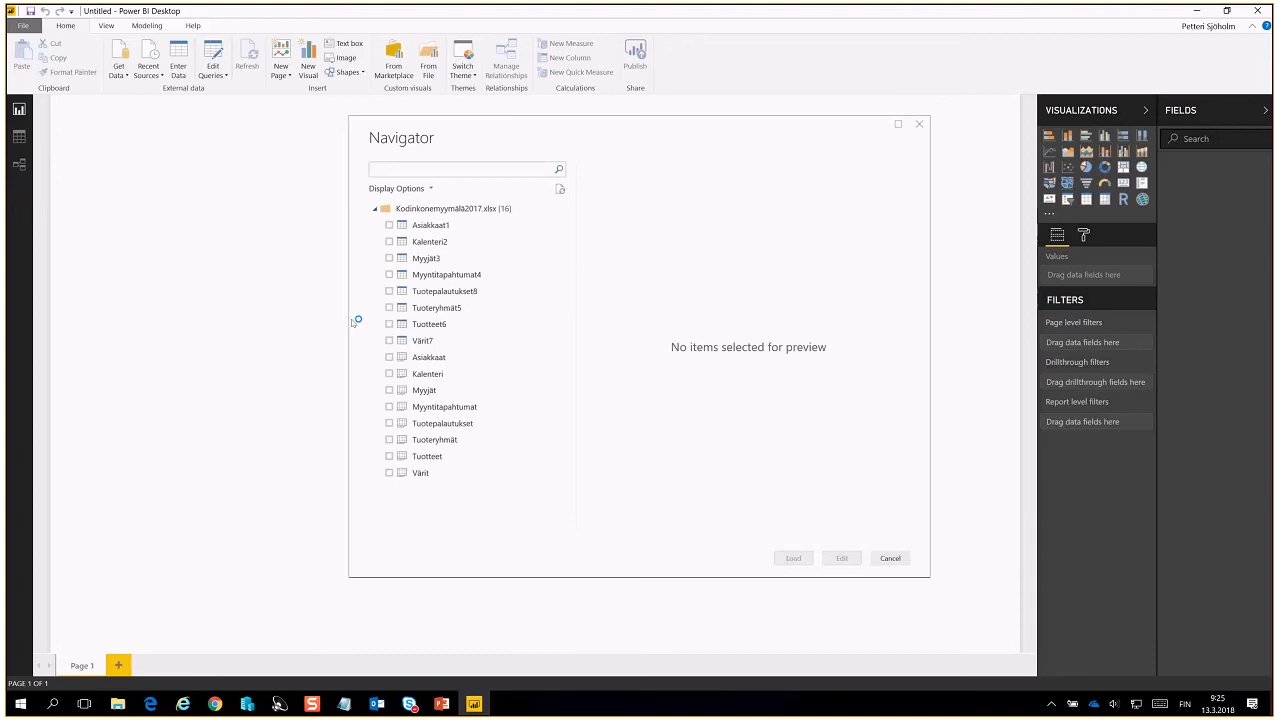 Untitled - Power BI Desktop
File Home View Modeling Help Petteri Sjöholm
Paste
Cut
Copy
Format Painter
Clipboard
Get Data
Recent Sources
Enter Data
Edit Queries
Refresh
External data
New Page
New Visual
Text box
Image
Shapes
Insert
From Marketplace
From File
Custom visuals
Switch Theme
Themes
Manage Relationships
Relationships
New Measure
New Column
New Quick Measure
Calculations
Publish
Share
Navigator
Display Options
Kodinkonemyymälä2017.xlsx [16]
Asiakkaat1
Kalenteri2
Myyjät3
Myyntitapahtumat4
Tuotepalautukset8
Tuoteryhmät5
Tuotteet6
Värit7
Asiakkaat
Kalenteri
Myyjät
Myyntitapahtumat
Tuotepalautukset
Tuoteryhmät
Tuotteet
Värit
No items selected for preview
Load Edit Cancel
VISUALIZATIONS
Values
Drag data fields here
FILTERS
Page level filters
Drag data fields here
Drillthrough filters
Drag drillthrough fields here
Report level filters
Drag data fields here
FIELDS
Search
Page 1
PAGE 1 OF 1
FIN
9:25
13.3.2018